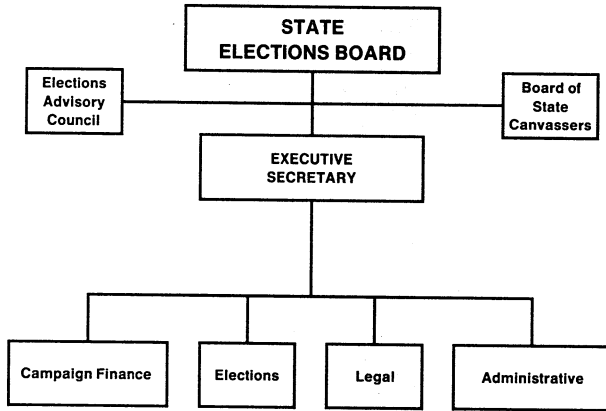 STATE
ELECTIONS BOARD
Elections
Advisory
Council
Board of
State
Canvassers
EXECUTIVE
SECRETARY
Campaign Finance
Elections
Legal
Administrative